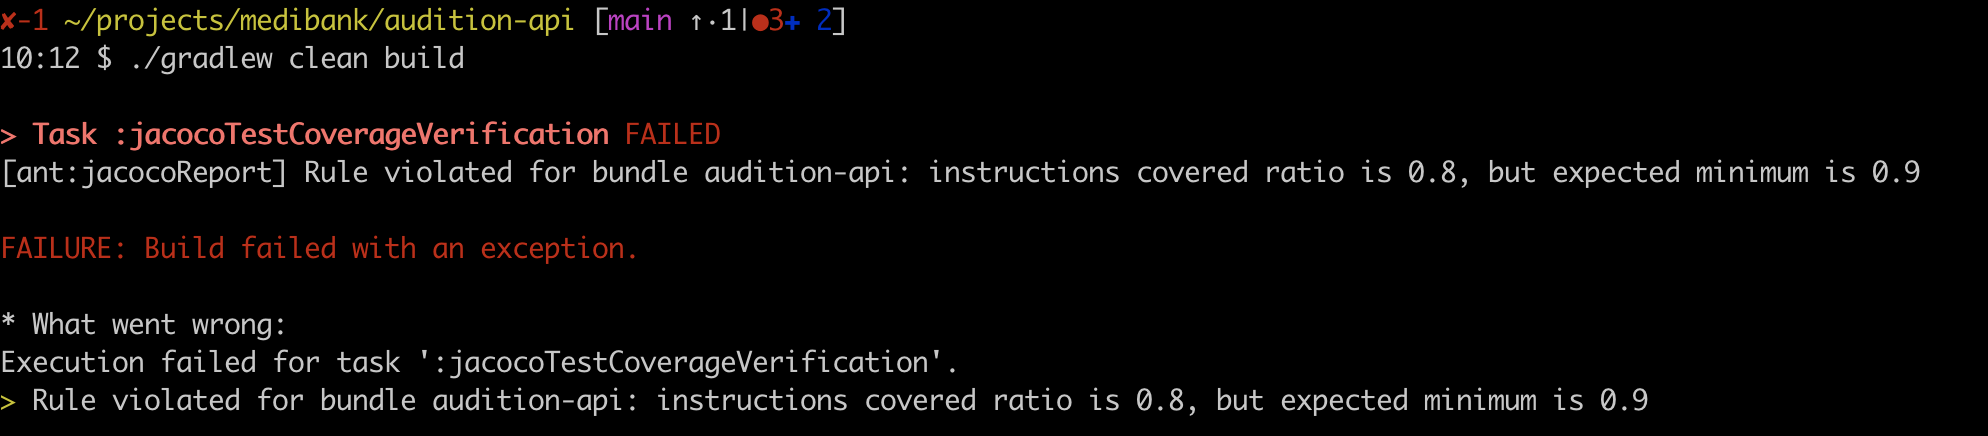 ✘-1 ~/projects/medibank/audition-api [main ↑·1|●3✚ 2]
10:12 $ ./gradlew clean build
> Task :jacocoTestCoverageVerification FAILED
[ant:jacocoReport] Rule violated for bundle audition-api: instructions covered ratio is 0.8, but expected minimum is 0.9
FAILURE: Build failed with an exception.
* What went wrong:
Execution failed for task ':jacocoTestCoverageVerification'.
> Rule violated for bundle audition-api: instructions covered ratio is 0.8, but expected minimum is 0.9